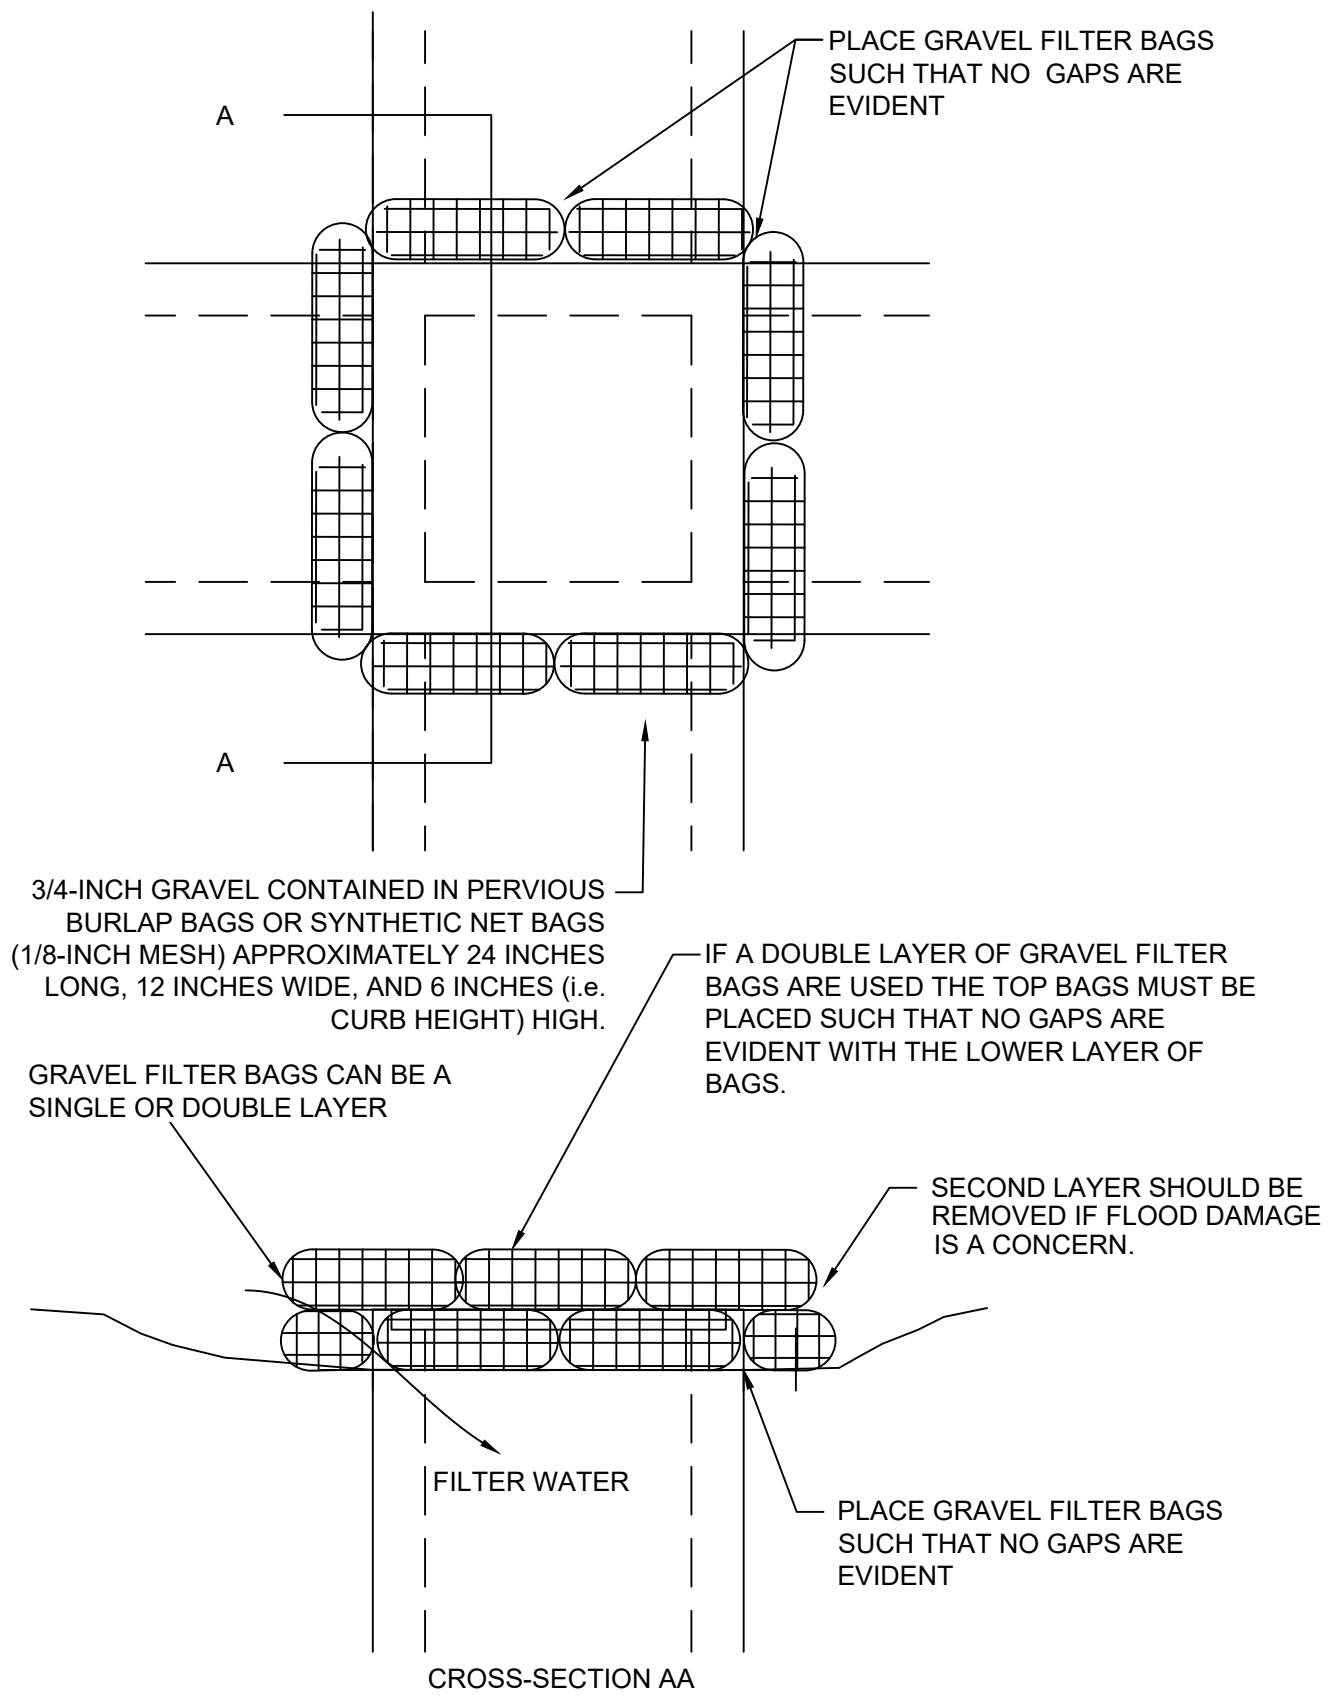 PLACE GRAVEL FILTER BAGS
SUCH THAT NO  GAPS ARE
EVIDENT
A
A
3/4-INCH GRAVEL CONTAINED IN PERVIOUS
BURLAP BAGS OR SYNTHETIC NET BAGS
(1/8-INCH MESH) APPROXIMATELY 24 INCHES
LONG, 12 INCHES WIDE, AND 6 INCHES (i.e.
CURB HEIGHT) HIGH.
IF A DOUBLE LAYER OF GRAVEL FILTER
BAGS ARE USED THE TOP BAGS MUST BE
PLACED SUCH THAT NO GAPS ARE
EVIDENT WITH THE LOWER LAYER OF
BAGS.
GRAVEL FILTER BAGS CAN BE A
SINGLE OR DOUBLE LAYER
SECOND LAYER SHOULD BE
REMOVED IF FLOOD DAMAGE
IS A CONCERN.
FILTER WATER
PLACE GRAVEL FILTER BAGS
SUCH THAT NO GAPS ARE
EVIDENT
CROSS-SECTION AA